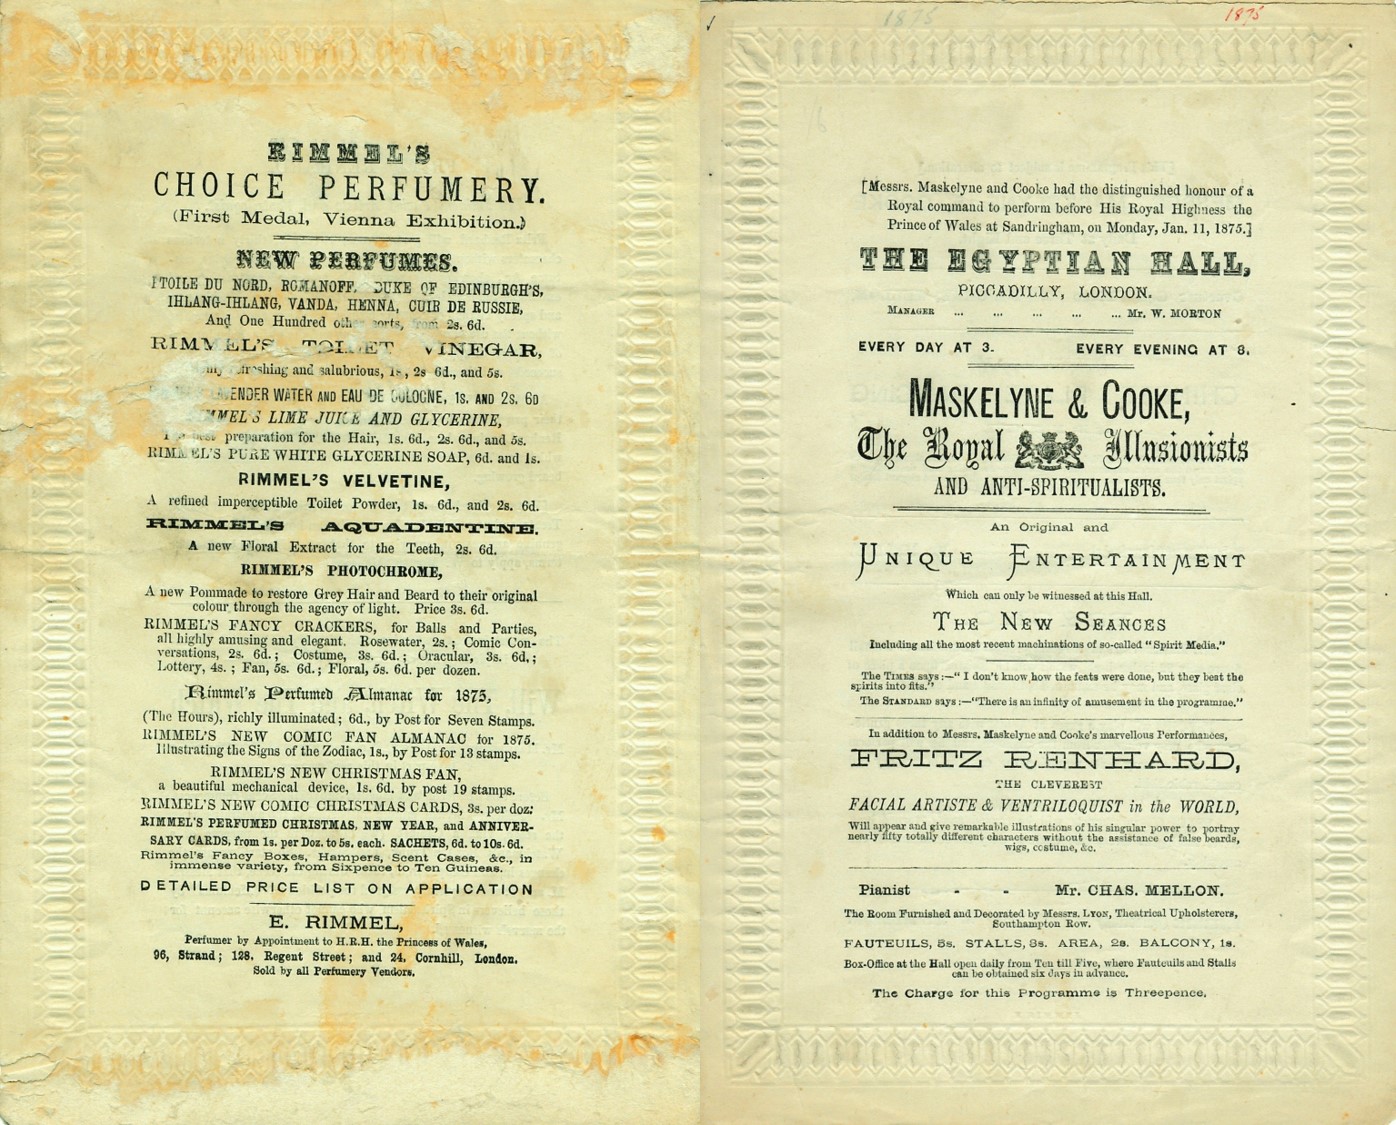 RIMMEL'S
CHOICE PERFUMERY.
(First Medal, Vienna Exhibition.)
NEW PERFUMES.
ETOILE DU NORD, ROMANOFF, DUKE OF EDINBURGH'S,
IHLANG-IHLANG, VANDA, HENNA, CUIR DE RUSSIE,
And One Hundred other sorts, from 2s. 6d.
RIMMEL'S TOILET VINEGAR,
refreshing and salubrious, 1s., 2s 6d., and 5s.
LAVENDER WATER AND EAU DE COLOGNE, 1s. AND 2s. 6D
RIMMEL'S LIME JUICE AND GLYCERINE,
preparation for the Hair, 1s. 6d., 2s. 6d., and 5s.
RIMMEL'S PURE WHITE GLYCERINE SOAP, 6d. and 1s.
RIMMEL'S VELVETINE,
A refined imperceptible Toilet Powder, 1s. 6d., and 2s. 6d.
RIMMEL'S AQUADENTINE.
A new Floral Extract for the Teeth, 2s. 6d.
RIMMEL'S PHOTOCHROME,
A new Pommade to restore Grey Hair and Beard to their original
colour through the agency of light. Price 3s. 6d.
RIMMEL'S FANCY CRACKERS, for Balls and Parties,
all highly amusing and elegant. Rosewater, 2s.; Comic Con-
versations, 2s. 6d.; Costume, 3s. 6d.; Oracular, 3s. 6d.;
Lottery, 4s.; Fan, 5s. 6d.; Floral, 5s. 6d. per dozen.
Rimmel's Perfumed Almanac for 1875,
(The Hours), richly illuminated; 6d., by Post for Seven Stamps.
RIMMEL'S NEW COMIC FAN ALMANAC for 1875.
Illustrating the Signs of the Zodiac, 1s., by Post for 13 stamps.
RIMMEL'S NEW CHRISTMAS FAN,
a beautiful mechanical device, 1s. 6d. by post 19 stamps.
RIMMEL'S NEW COMIC CHRISTMAS CARDS, 3s. per doz:
RIMMEL'S PERFUMED CHRISTMAS, NEW YEAR, and ANNIVER-
SARY CARDS, from 1s. per Doz. to 5s. each. SACHETS, 6d. to 10s. 6d.
Rimmel's Fancy Boxes, Hampers, Scent Cases, &c., in
immense variety, from Sixpence to Ten Guineas.
DETAILED PRICE LIST ON APPLICATION
E. RIMMEL,
Perfumer by Appointment to H.R.H. the Princess of Wales,
96, Strand; 128, Regent Street; and 24, Cornhill, London.
Sold by all Perfumery Vendors.
1875
1875
[Messrs. Maskelyne and Cooke had the distinguished honour of a
Royal command to perform before His Royal Highness the
Prince of Wales at Sandringham, on Monday, Jan. 11, 1875.]
THE EGYPTIAN HALL,
PICCADILLY, LONDON.
MANAGER ... ... ... ... ... Mr. W. MORTON
EVERY DAY AT 3. EVERY EVENING AT 8.
MASKELYNE & COOKE,
The Royal Illusionists
AND ANTI-SPIRITUALISTS.
An Original and
UNIQUE ENTERTAINMENT
Which can only be witnessed at this Hall.
THE NEW SEANCES
Including all the most recent machinations of so-called "Spirit Media."
The TIMES says:—"I don't know how the feats were done, but they beat the
spirits into fits."
The STANDARD says:—"There is an infinity of amusement in the programme."
In addition to Messrs. Maskelyne and Cooke's marvellous Performances,
FRITZ RENHARD,
THE CLEVEREST
FACIAL ARTISTE & VENTRILOQUIST in the WORLD,
Will appear and give remarkable illustrations of his singular power to portray
nearly fifty totally different characters without the assistance of false beards,
wigs, costume, &c.
Pianist - - Mr. CHAS. MELLON.
The Room Furnished and Decorated by Messrs. LYON, Theatrical Upholsterers,
Southampton Row.
FAUTEUILS, 5s. STALLS, 3s. AREA, 2s. BALCONY, 1s.
Box-Office at the Hall open daily from Ten till Five, where Fauteuils and Stalls
can be obtained six days in advance.
The Charge for this Programme is Threepence.